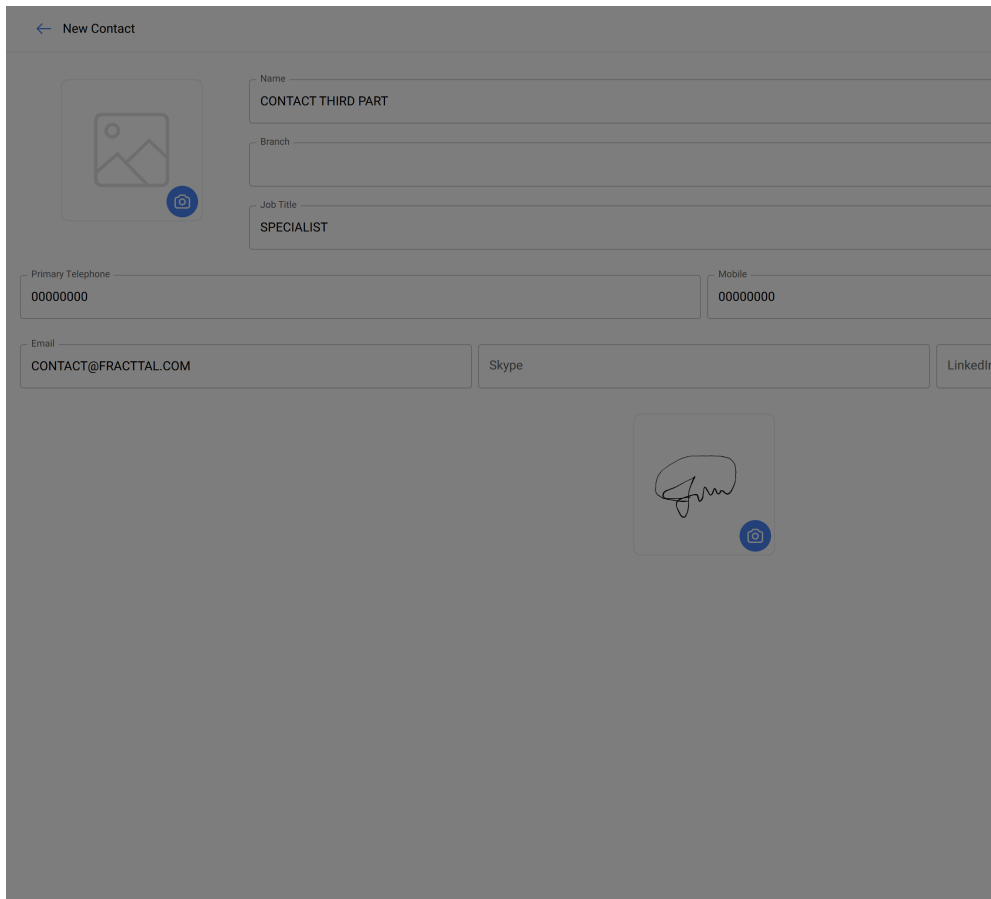 New Contact
Name
CONTACT THIRD PART
Branch
Job Title
SPECIALIST
Primary Telephone
00000000
Mobile
00000000
Email
CONTACT@FRACTTAL.COM
Skype
LinkedIn